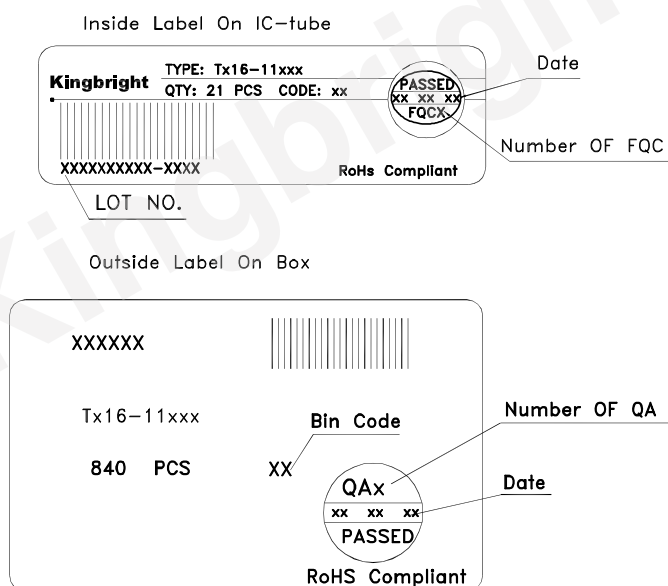 Inside Label On IC-tube
Kingbright
TYPE: Tx16-11xxx
QTY: 21 PCS CODE: xx
PASSED
xx xx xx
FQCX
Date
Number OF FQC
XXXXXXXXXX-XXXX
RoHs Compliant
LOT NO.
Outside Label On Box
XXXXXX
Tx16-11xxx
Bin Code
Number OF QA
840 PCS
XX
QAx
Date
xx xx xx
PASSED
RoHS Compliant
Kingbright